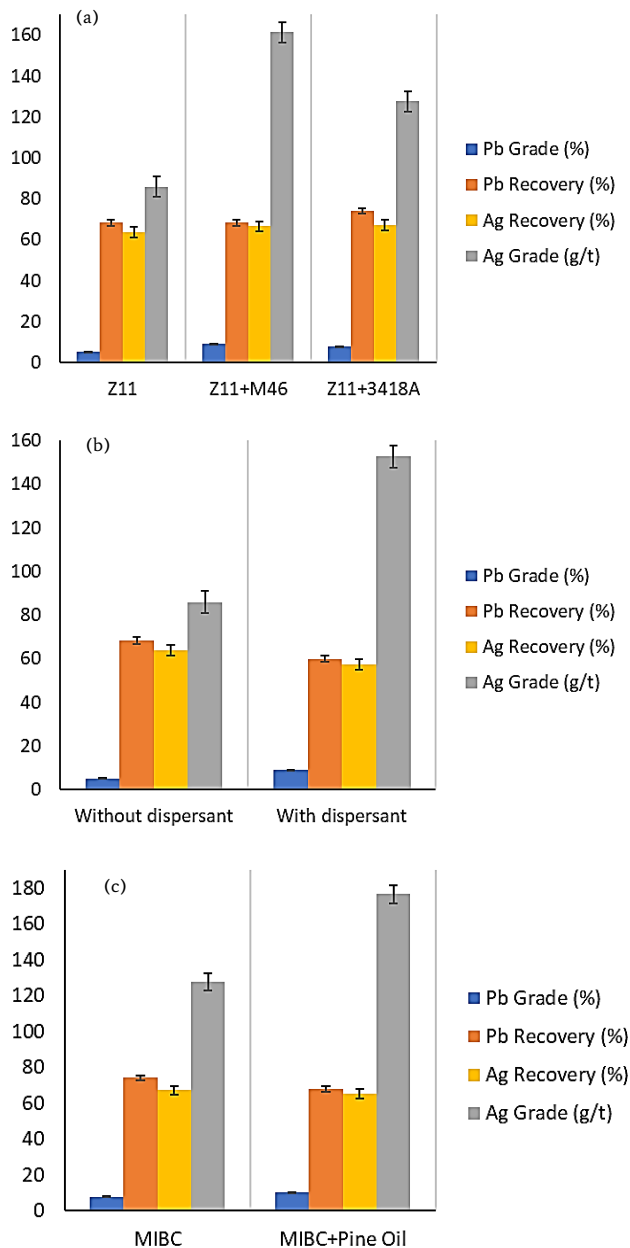 (a)
160
140
120
100
80
60
40
20
0
Z11
Z11+M46
Z11+3418A
Pb Grade (%)
Pb Recovery (%)
Ag Recovery (%)
Ag Grade (g/t)
(b)
160
140
120
100
80
60
40
20
0
Without dispersant
With dispersant
Pb Grade (%)
Pb Recovery (%)
Ag Recovery (%)
Ag Grade (g/t)
(c)
180
160
140
120
100
80
60
40
20
0
MIBC
MIBC+Pine Oil
Pb Grade (%)
Pb Recovery (%)
Ag Recovery (%)
Ag Grade (g/t)